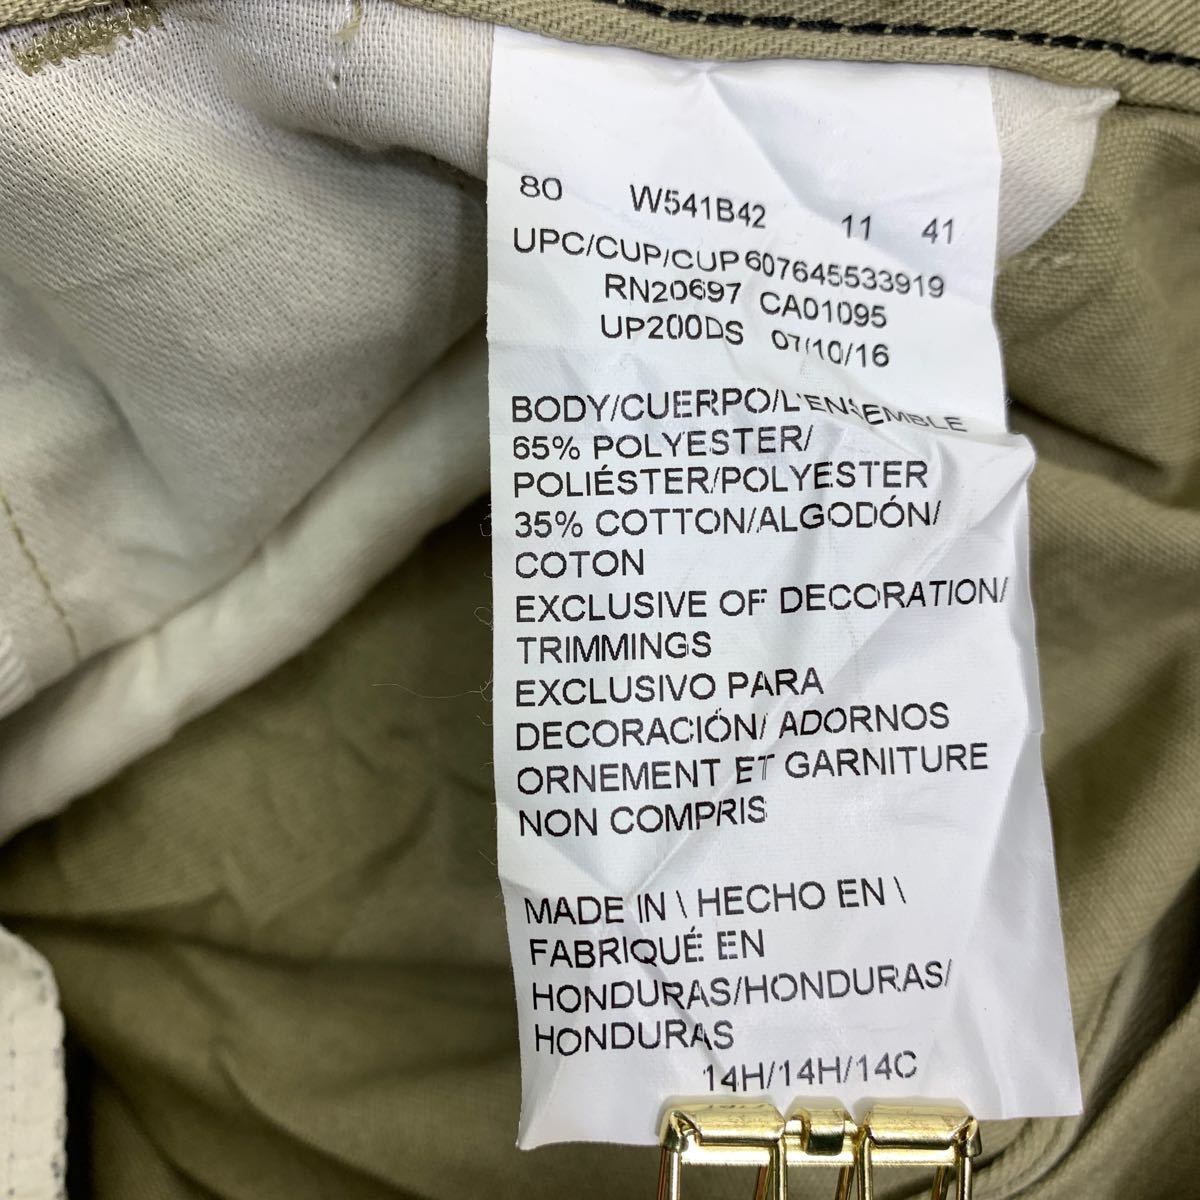 80 W541B42 11 41
UPC/CUP/CUP 607645533919
RN20697 CA01095
UP200DS 07/10/16
BODY/CUERPO/L'ENSEMBLE
65% POLYESTER/
POLIÉSTER/POLYESTER
35% COTTON/ALGODÓN/
COTON
EXCLUSIVE OF DECORATION/
TRIMMINGS
EXCLUSIVO PARA
DECORACIÓN/ ADORNOS
ORNEMENT ET GARNITURE
NON COMPRIS
MADE IN \ HECHO EN \
FABRIQUÉ EN
HONDURAS/HONDURAS/
HONDURAS
14H/14H/14C